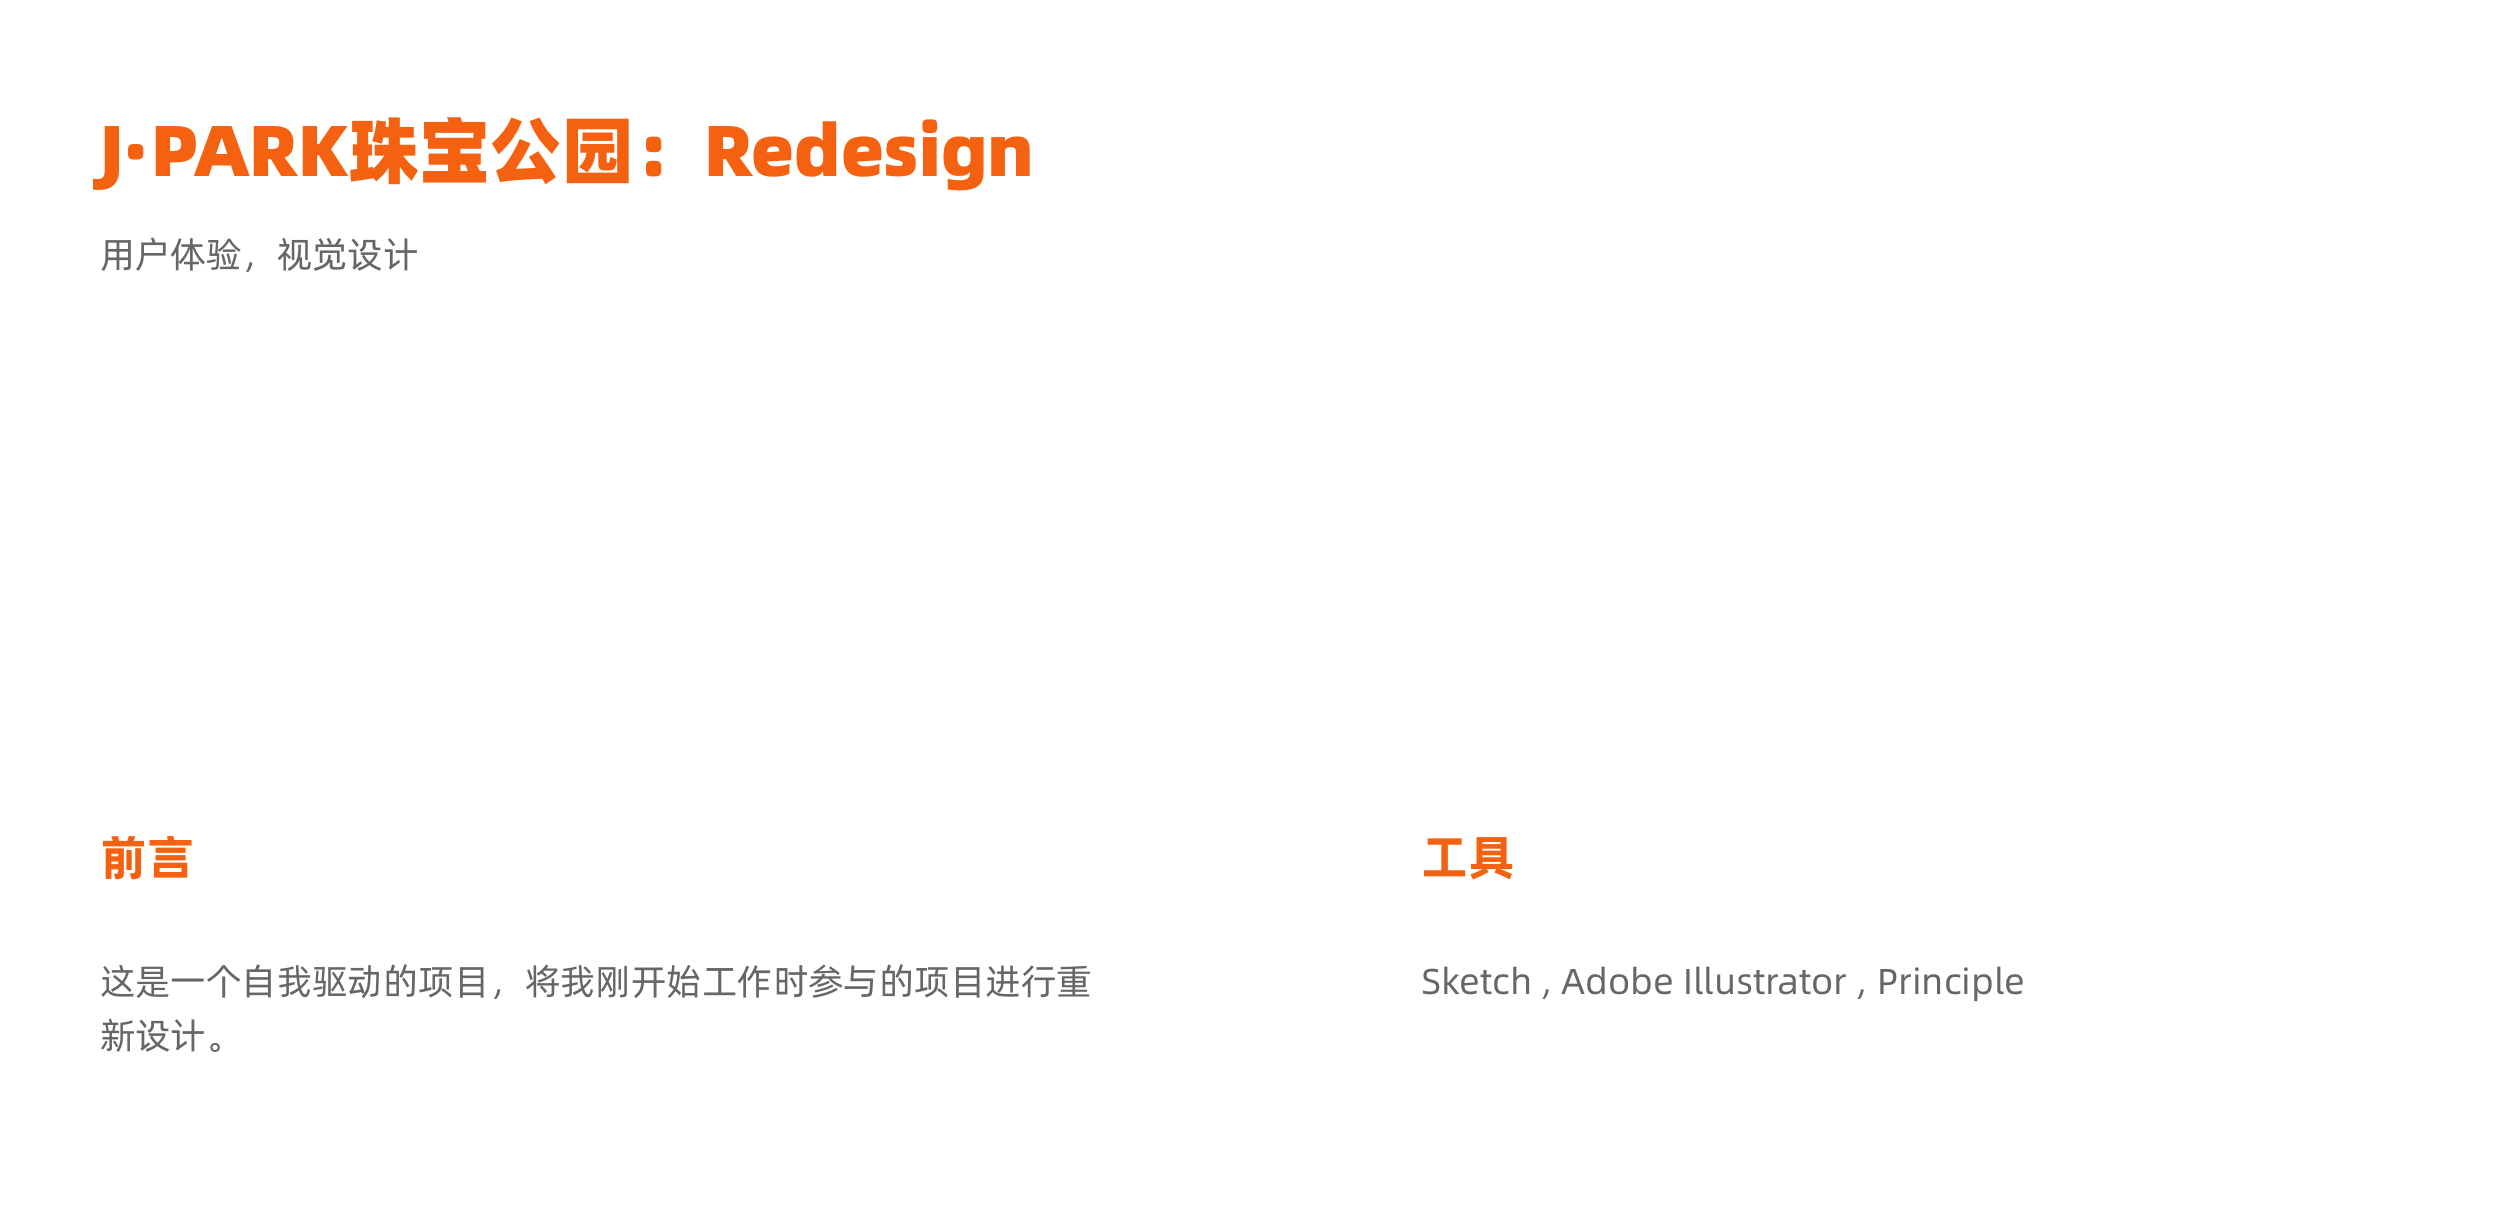 J·PARK珠宝公园： Redesign
用户体验，视觉设计
前言
这是一个自我驱动的项目，将我刚开始工作时参与的项目进行重
新设计。
工具
Sketch , Adobe Illustrator , Principle